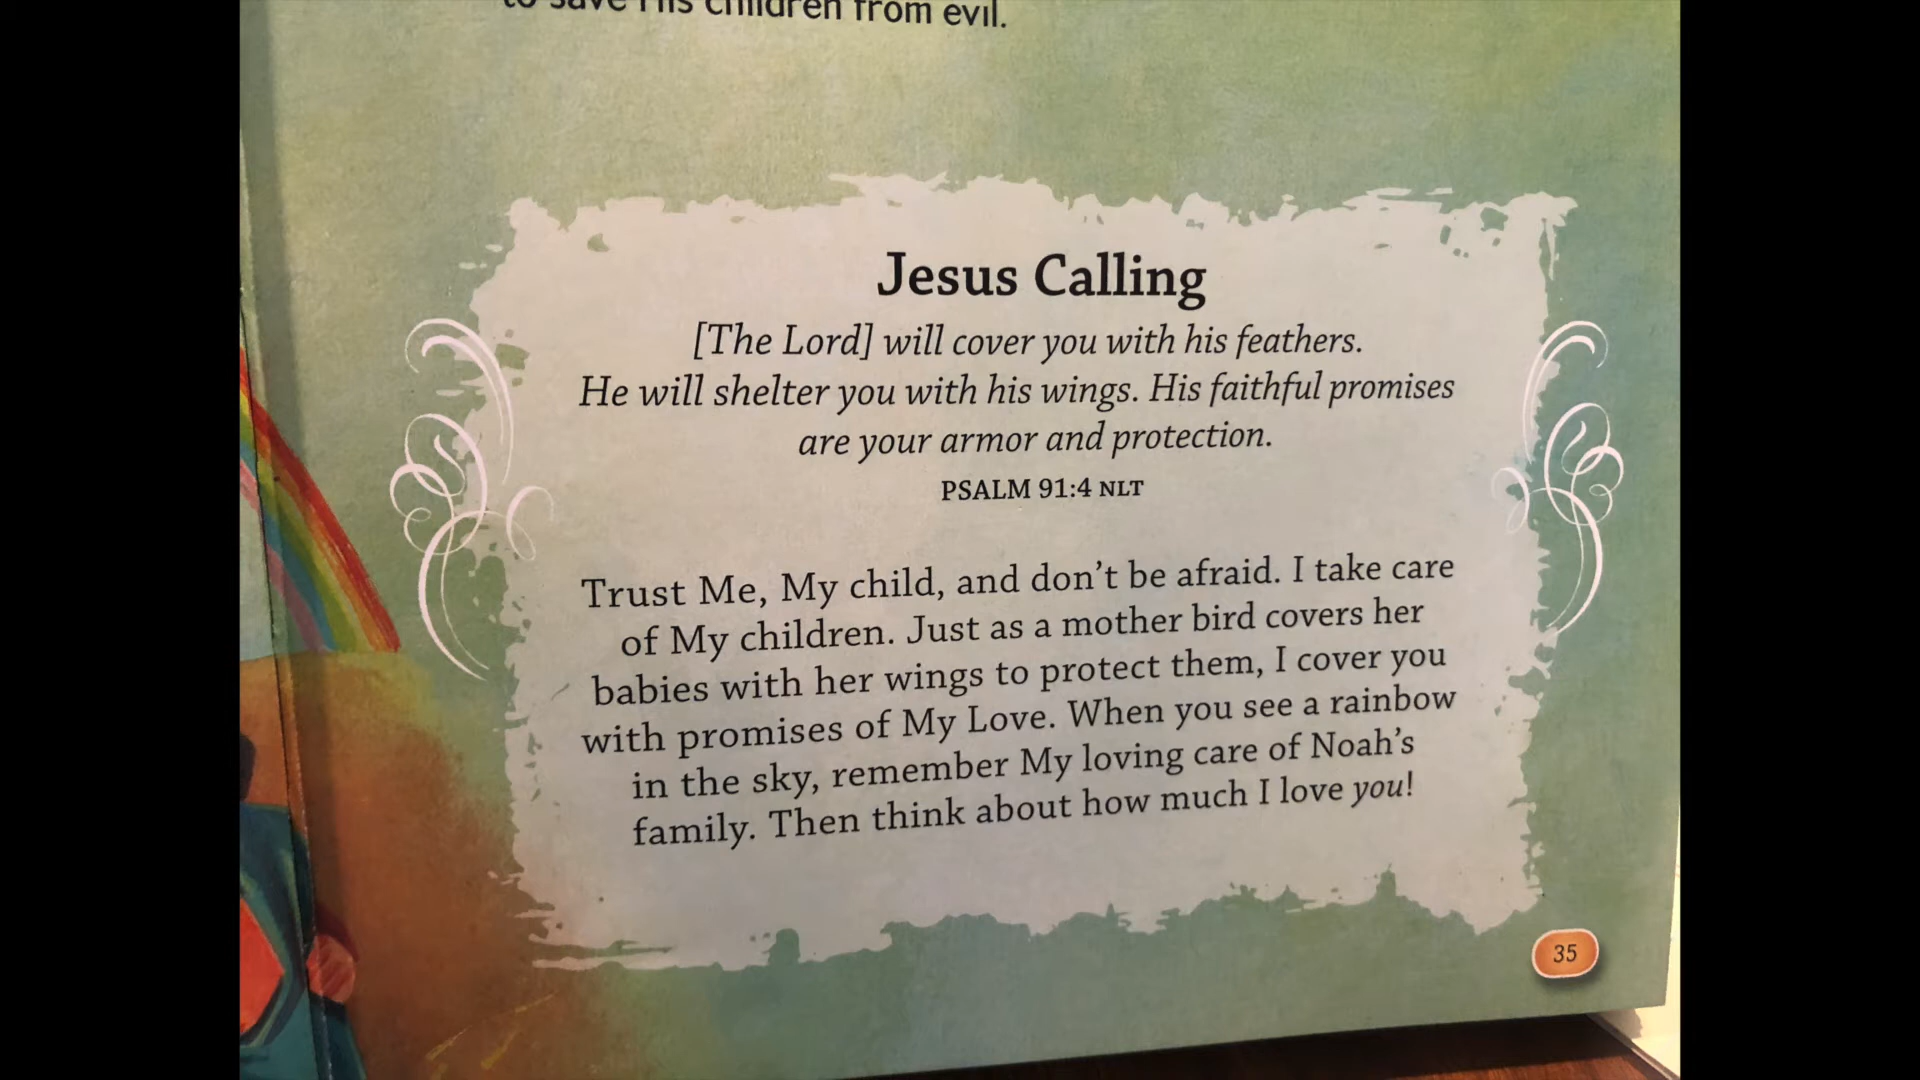 to save His children from evil.
Jesus Calling
[The Lord] will cover you with his feathers.
He will shelter you with his wings. His faithful promises
are your armor and protection.
PSALM 91:4 NLT
Trust Me, My child, and don't be afraid. I take care
of My children. Just as a mother bird covers her
babies with her wings to protect them, I cover you
with promises of My Love. When you see a rainbow
in the sky, remember My loving care of Noah's
family. Then think about how much I love you!
35